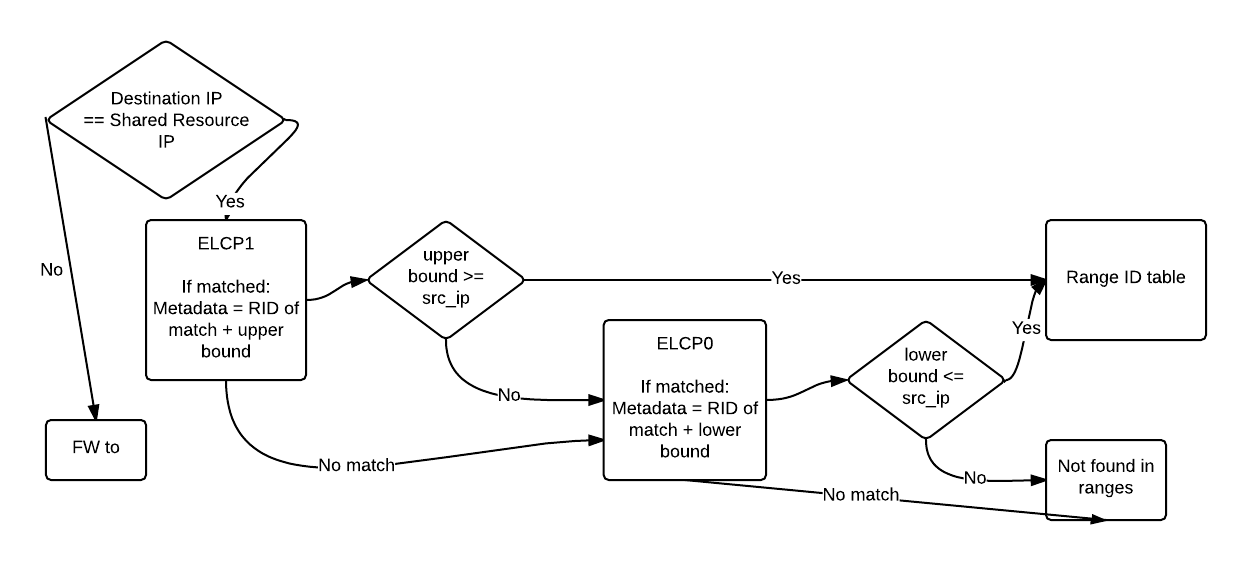 Destination IP
== Shared Resource
IP
Yes
No
ELCP1
If matched:
Metadata = RID of
match + upper
bound
upper
bound >=
src_ip
Yes
Range ID table
No
No match
ELCP0
If matched:
Metadata = RID of
match + lower
bound
lower
bound <=
src_ip
Yes
No
No match
Not found in
ranges
FW to